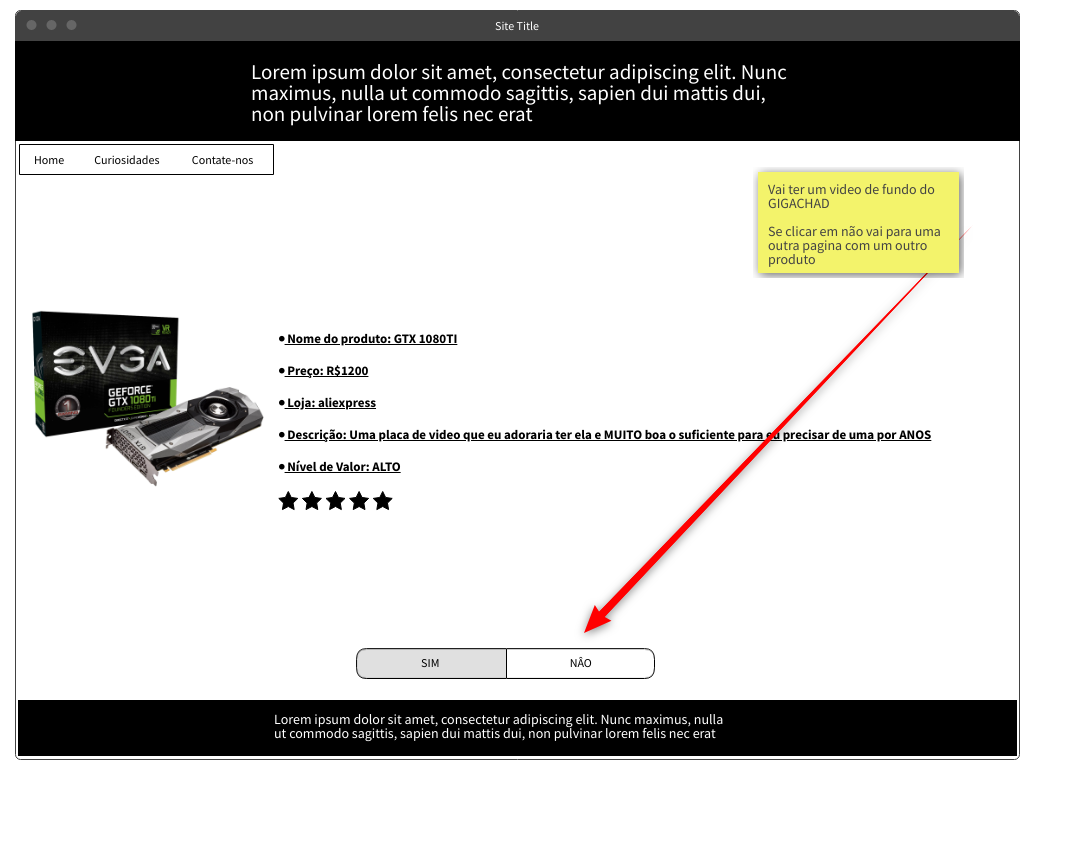 Site Title
Lorem ipsum dolor sit amet, consectetur adipiscing elit. Nunc
maximus, nulla ut commodo sagittis, sapien dui mattis dui,
non pulvinar lorem felis nec erat
Home Curiosidades Contate-nos
Vai ter um video de fundo do
GIGACHAD
Se clicar em não vai para uma
outra pagina com um outro
produto
EVGA
GEFORCE
GTX 1080 Ti
• Nome do produto: GTX 1080TI
• Preço: R$1200
• Loja: aliexpress
• Descrição: Uma placa de video que eu adoraria ter ela e MUITO boa o suficiente para eu precisar de uma por ANOS
• Nível de Valor: ALTO
SIM NÂO
Lorem ipsum dolor sit amet, consectetur adipiscing elit. Nunc maximus, nulla
ut commodo sagittis, sapien dui mattis dui, non pulvinar lorem felis nec erat